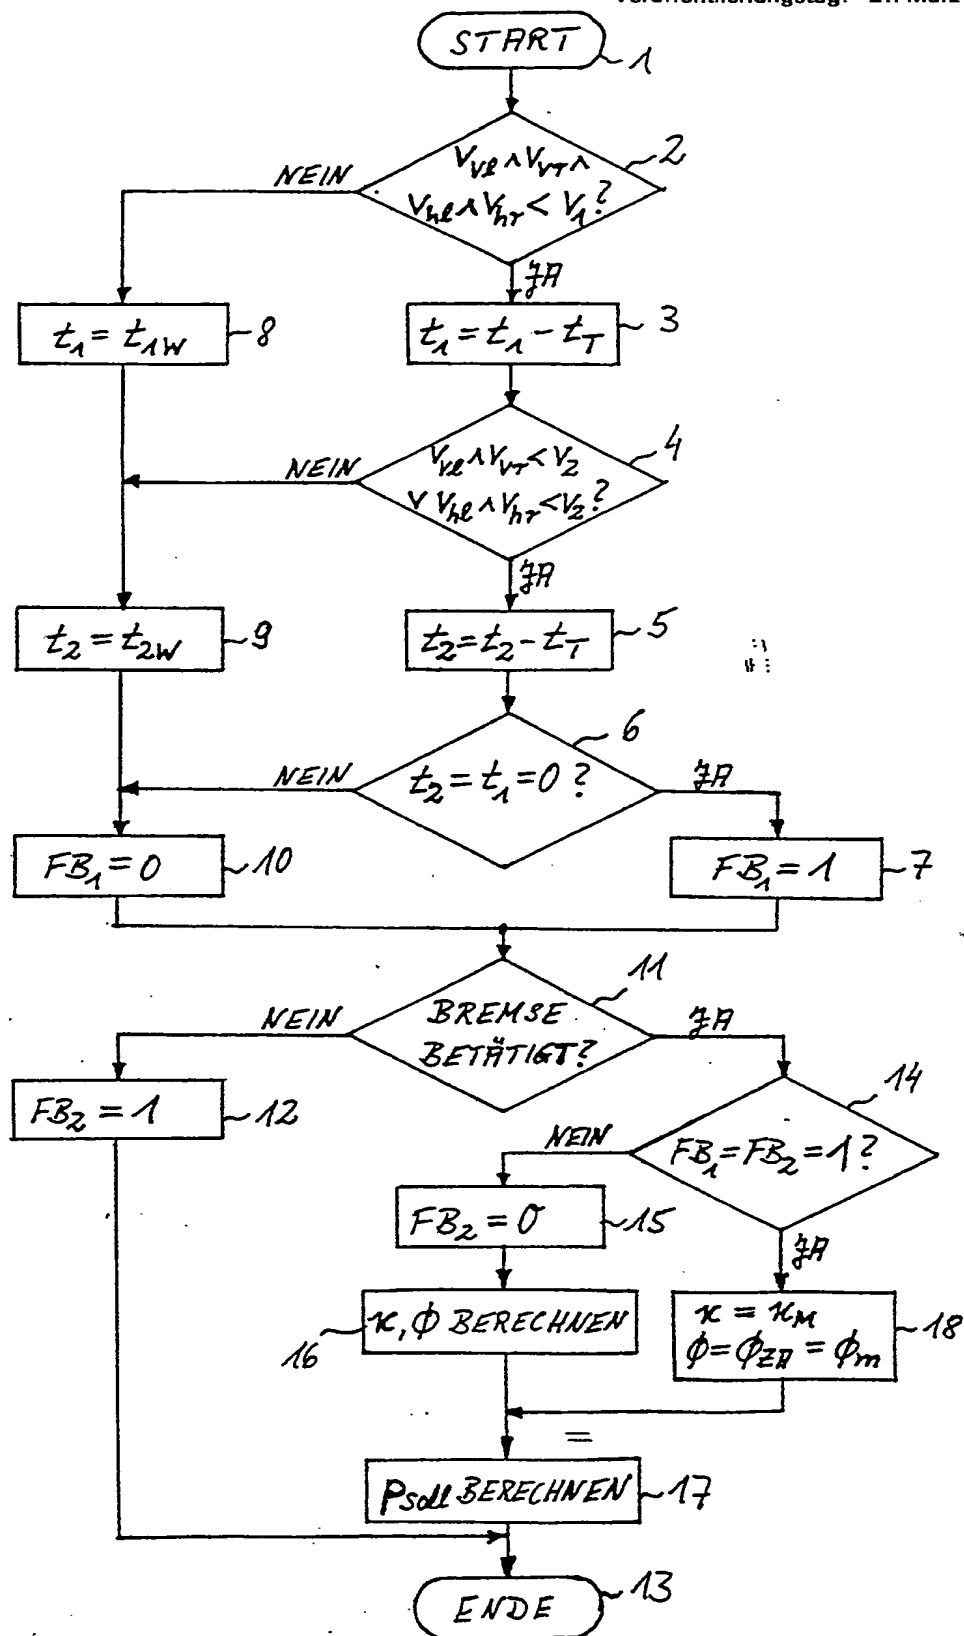 START
1
V_vl ∧ V_vr ∧
V_hl ∧ V_hr < V_1 ?
2
NEIN
JA
t_1 = t_1W
8
t_1 = t_1 - t_T
3
V_vl ∧ V_vr < V_2
∨ V_hl ∧ V_hr < V_2 ?
4
NEIN
JA
t_2 = t_2W
9
t_2 = t_2 - t_T
5
t_2 = t_1 = 0 ?
6
NEIN
JA
FB_1 = 0
10
FB_1 = 1
7
BREMSE
BETÄTIGT?
11
NEIN
JA
FB_2 = 1
12
FB_1 = FB_2 = 1 ?
14
NEIN
JA
FB_2 = 0
15
κ, ϕ BERECHNEN
16
κ = κ_M
ϕ = ϕ_ZA = ϕ_m
18
P_soll BERECHNEN
17
ENDE
13